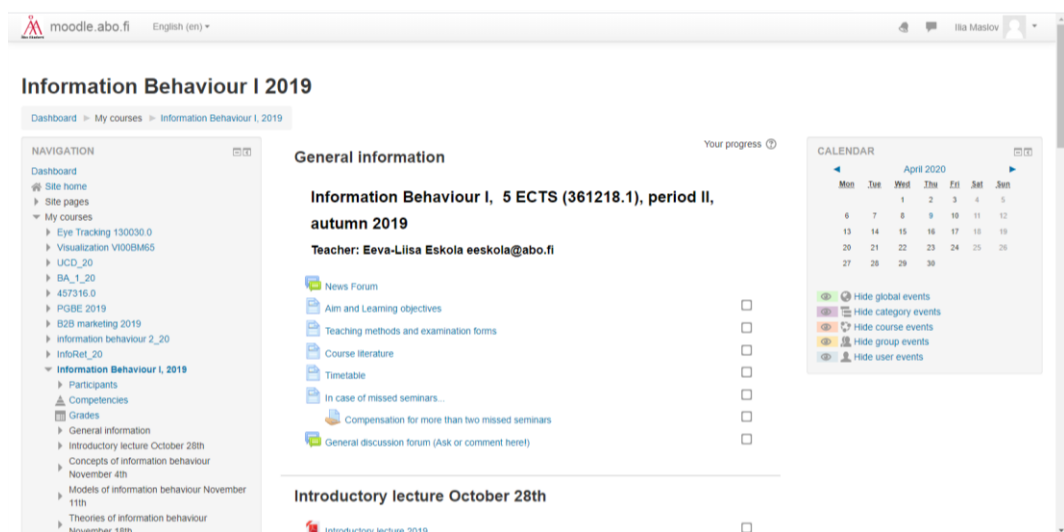 moodle.abo.fi English (en) Ilia Maslov
Information Behaviour I 2019
Dashboard My courses Information Behaviour I, 2019
NAVIGATION
Dashboard
Site home
Site pages
My courses
Eye Tracking 130030.0
Visualization VI00BM65
UCD_20
BA_1_20
457316.0
PGBE 2019
B2B marketing 2019
information behaviour 2_20
InfoRet_20
Information Behaviour I, 2019
Participants
Competencies
Grades
General information
Introductory lecture October 28th
Concepts of information behaviour
November 4th
Models of information behaviour November
11th
Theories of information behaviour
November 18th
Your progress
General information
Information Behaviour I, 5 ECTS (361218.1), period II,
autumn 2019
Teacher: Eeva-Liisa Eskola eeskola@abo.fi
News Forum
Aim and Learning objectives
Teaching methods and examination forms
Course literature
Timetable
In case of missed seminars...
Compensation for more than two missed seminars
General discussion forum (Ask or comment here!)
Introductory lecture October 28th
Introductory lecture 2019
CALENDAR
April 2020
Mon Tue Wed Thu Fri Sat Sun
1 2 3 4 5
6 7 8 9 10 11 12
13 14 15 16 17 18 19
20 21 22 23 24 25 26
27 28 29 30
Hide global events
Hide category events
Hide course events
Hide group events
Hide user events